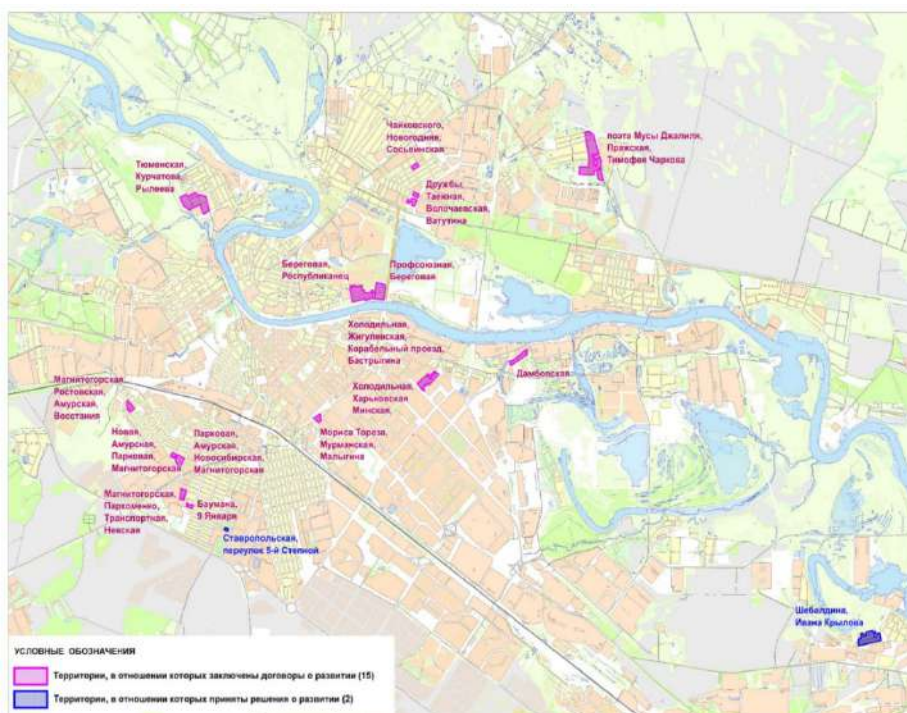 Чайковского,
Новогодняя,
Сосьвинская
поэта Мусы Джалиля,
Пражская,
Тимофея Чаркова
Тюменская,
Курчатова,
Рылеева
Дружбы,
Таежная,
Волочаевская,
Ватутина
Береговая,
Республиканец
Профсоюзная,
Береговая
Холодильная,
Жигулевская,
Корабельный проезд,
Бастрыгина
Дамбовская
Холодильная,
Харьковская
Минская,
Магнитогорская,
Ростовская,
Амурская,
Восстания
Мориса Тореза,
Мурманская,
Малыгина
Новая,
Амурская,
Парковая,
Магнитогорская
Парковая,
Амурская,
Новосибирская,
Магнитогорская
Магнитогорская,
Пархоменко,
Транспортная,
Невская
Баумана,
9 Января
Ставропольская,
переулок 5-й Степной
Шебалдина,
Ивана Крылова
УСЛОВНЫЕ ОБОЗНАЧЕНИЯ
Территории, в отношении которых заключены договоры о развитии (15)
Территории, в отношении которых приняты решения о развитии (2)